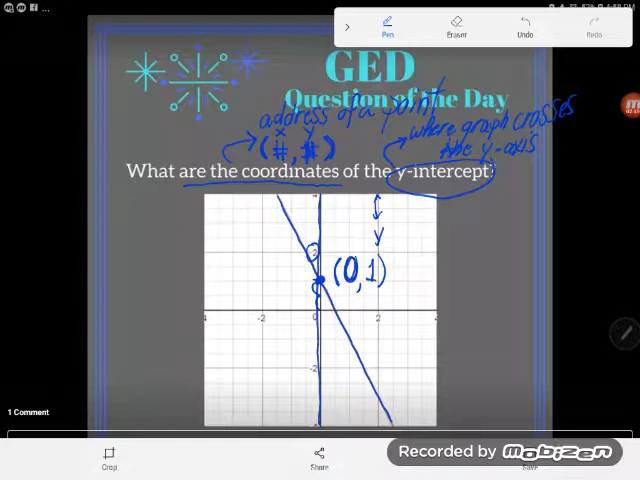 Pen
Eraser
Undo
Redo
GED
Question of the Day
address of a point
where graph crosses
the y-axis
x y
(#, #)
What are the coordinates of the y-intercept?
4
2
y
(0,1)
4
-2
0
2
4
-2
1 Comment
Recorded by mobizen
Crop
Share
Save